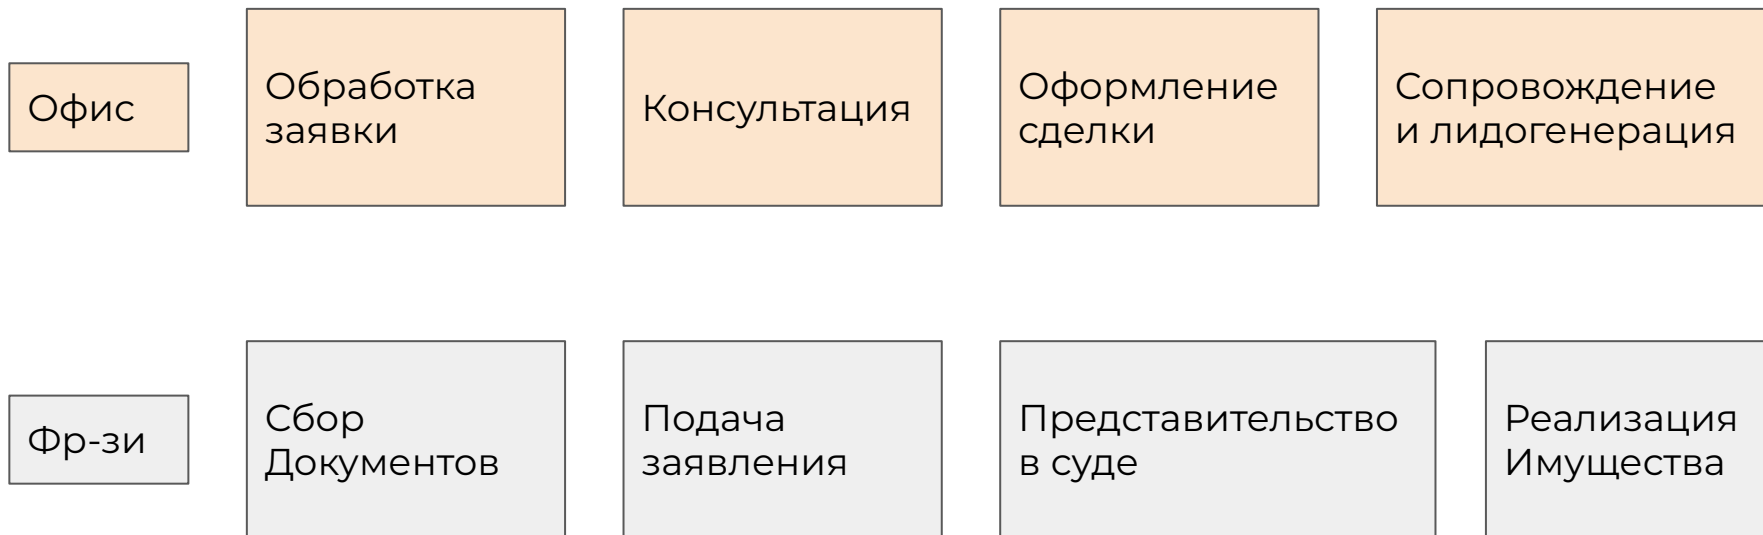 Офис
Обработка
заявки
Консультация
Оформление
сделки
Сопровождение
и лидогенерация
Фр-зи
Сбор
Документов
Подача
заявления
Представительство
в суде
Реализация
Имущества